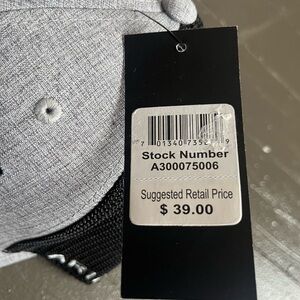 Stock Number
A300075006
Suggested Retail Price
$ 39.00